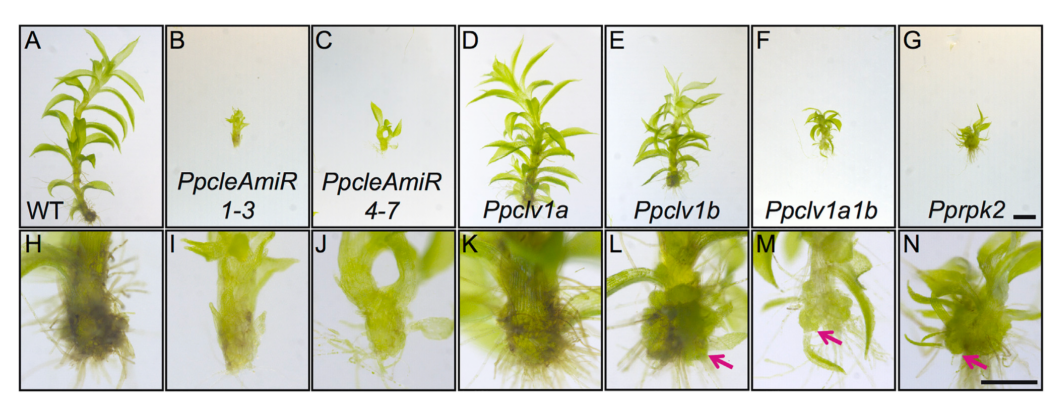 A
B
C
D
E
F
G
WT
PpcleAmiR
1-3
PpcleAmiR
4-7
Ppclv1a
Ppclv1b
Ppclv1a1b
Pprpk2
H
I
J
K
L
M
N